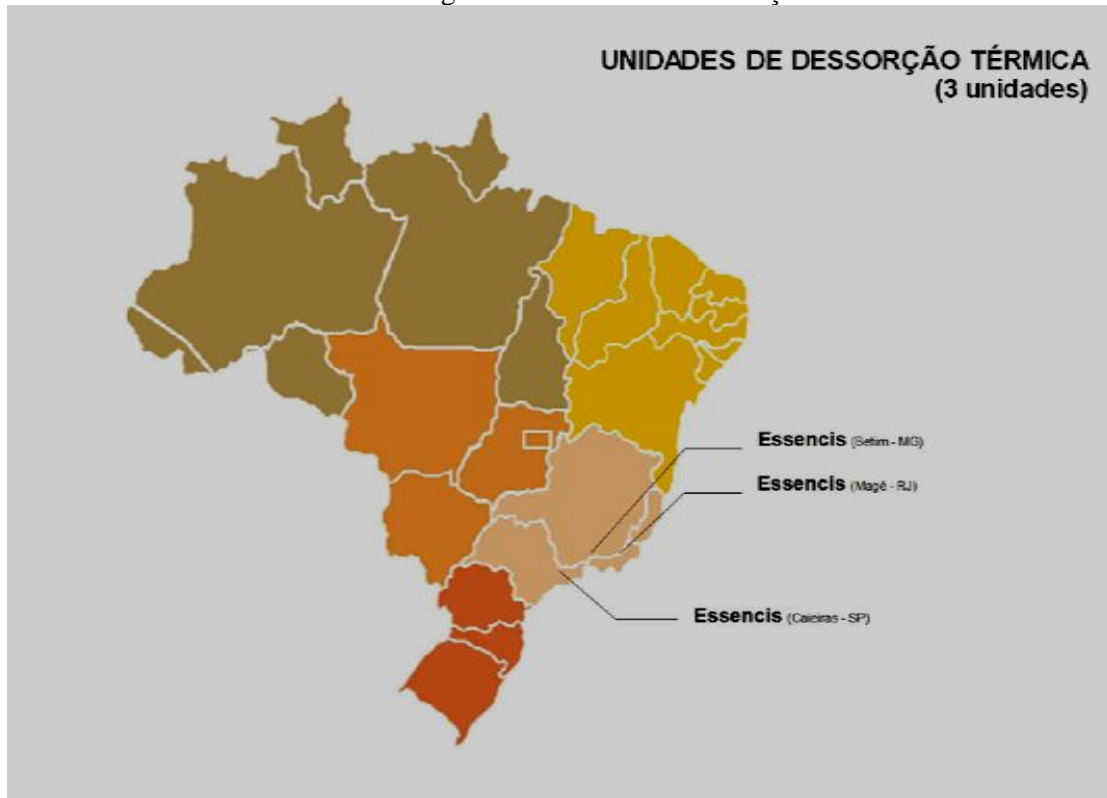 UNIDADES DE DESSORÇÃO TÉRMICA
(3 unidades)
Essencis (Betim - MG)
Essencis (Magé - RJ)
Essencis (Caieiras - SP)